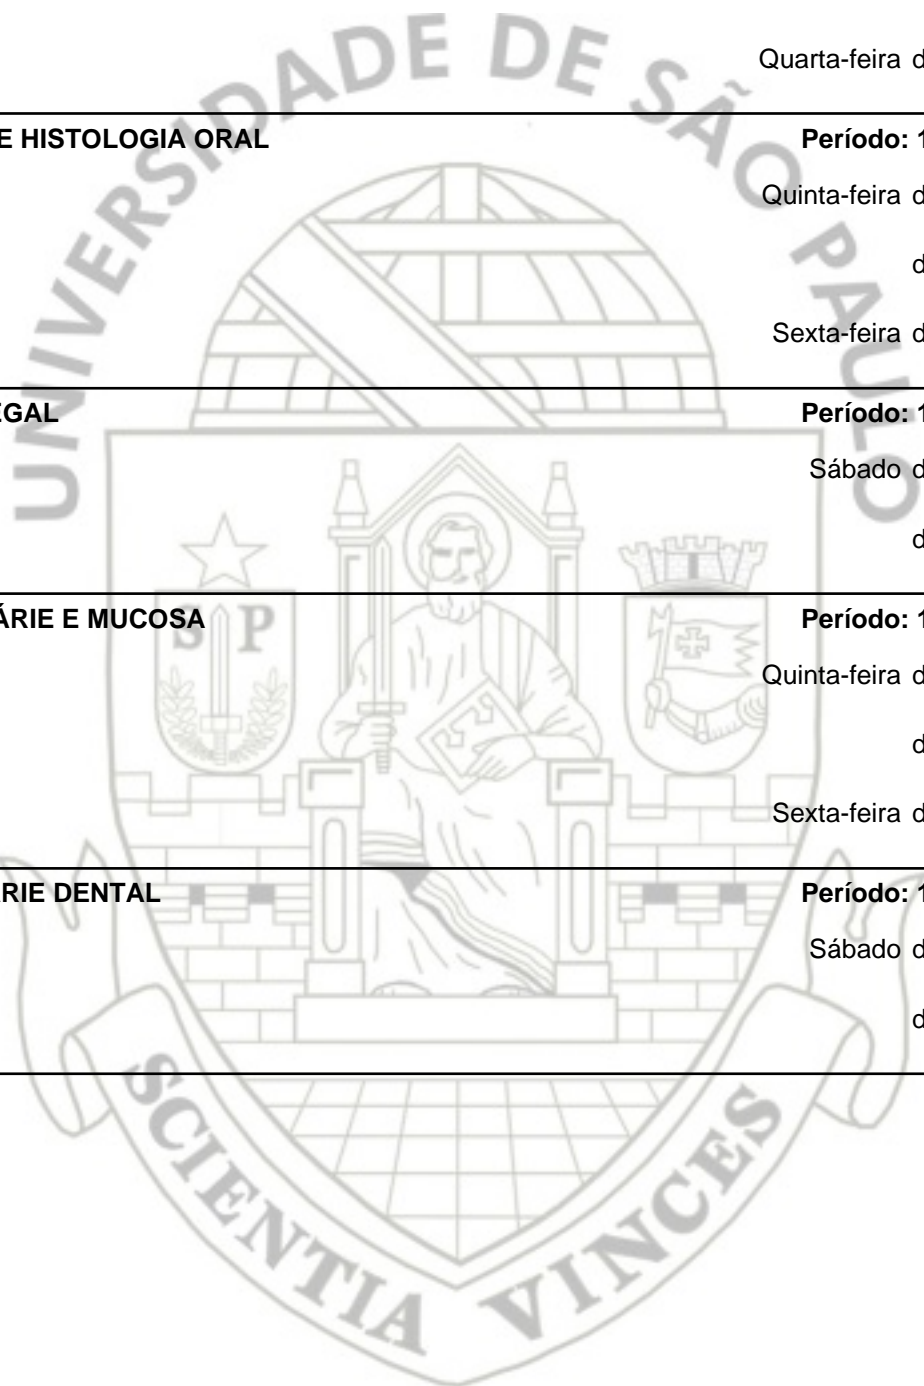 UNIVERSIDADE DE SÃO PAULO
Quarta-feira d
E HISTOLOGIA ORAL Período: 1
Quinta-feira d
d
Sexta-feira d
EGAL Período: 1
Sábado d
d
ÁRIE E MUCOSA Período: 1
S P
Quinta-feira d
d
Sexta-feira d
RIE DENTAL Período: 1
Sábado d
d
SCIENTIA VINCES